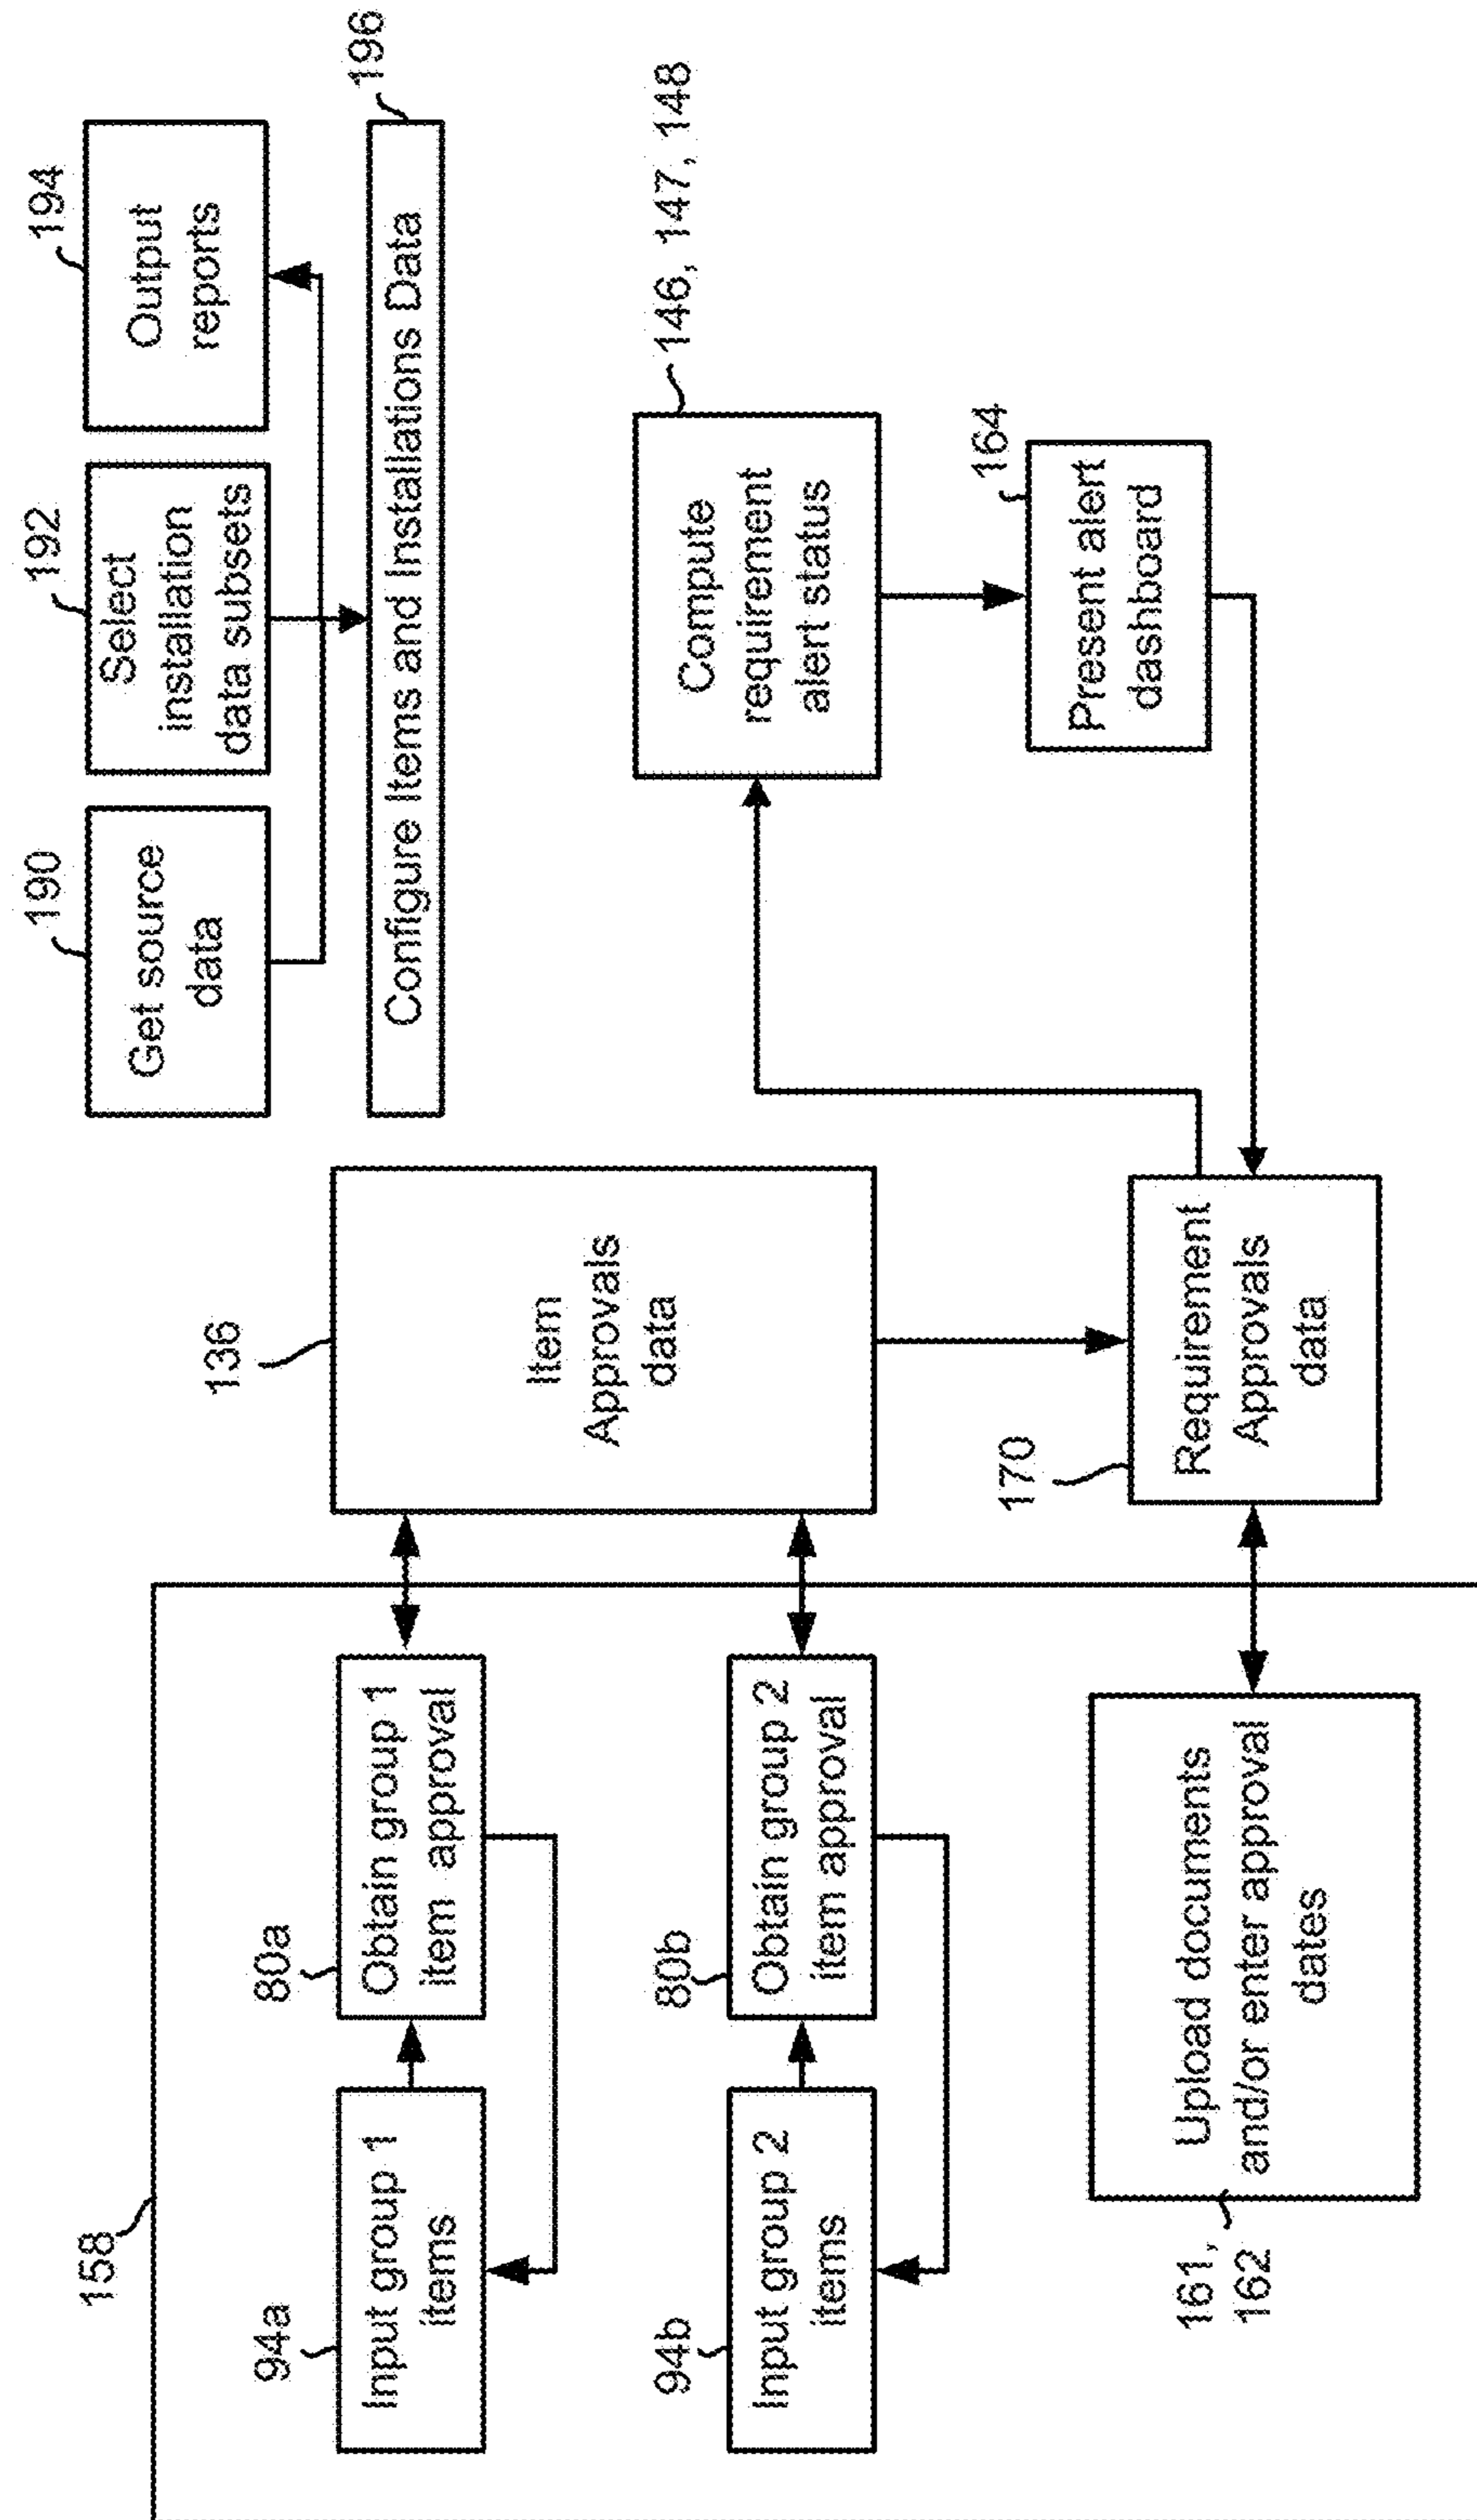 158
94a
Input group 1
items
80a
Obtain group 1
item approval
94b
Input group 2
items
80b
Obtain group 2
item approval
161,
162
Upload documents
and/or enter approval
dates
136
Item
Approvals
data
170
Requirement
Approvals
data
190
Get source
data
192
Select
installation
data subsets
194
Output
reports
196
Configure Items and Installations Data
146, 147, 148
Compute
requirement
alert status
164
Present alert
dashboard